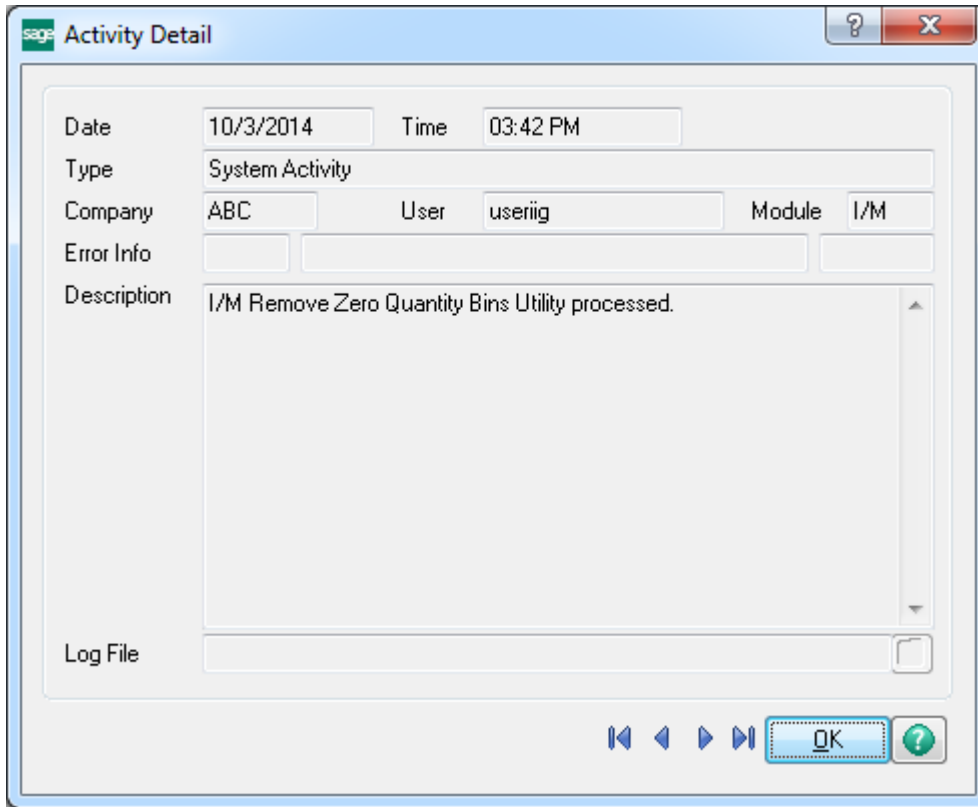 sage Activity Detail
Date 10/3/2014 Time 03:42 PM
Type System Activity
Company ABC User useriig Module I/M
Error Info
Description I/M Remove Zero Quantity Bins Utility processed.
Log File
OK